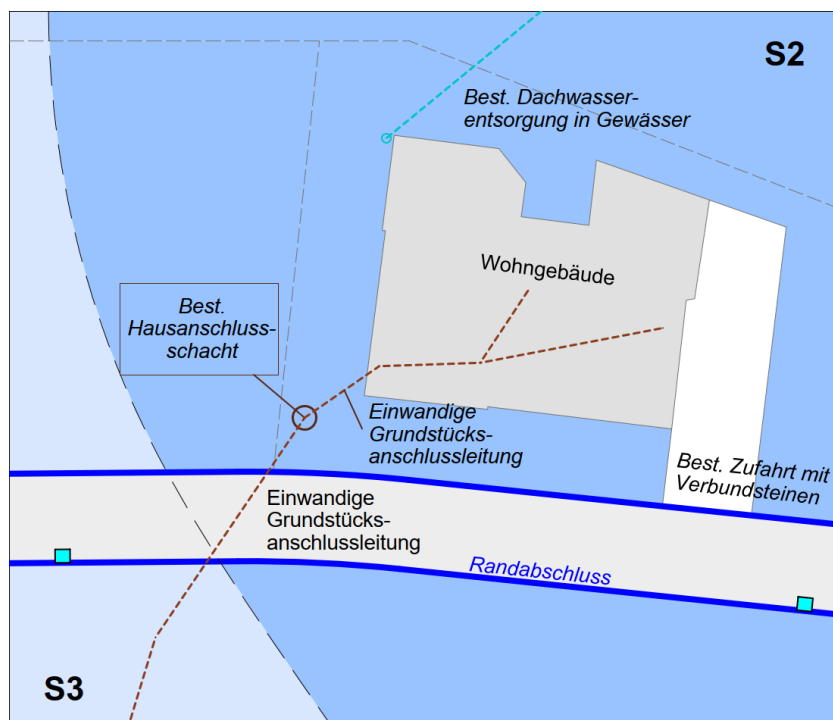 S2
Best. Dachwasser-
entsorgung in Gewässer
Wohngebäude
Best.
Hausanschluss-
schacht
Einwandige
Grundstücks-
anschlussleitung
Best. Zufahrt mit
Verbundsteinen
Einwandige
Grundstücks-
anschlussleitung
Randabschluss
S3